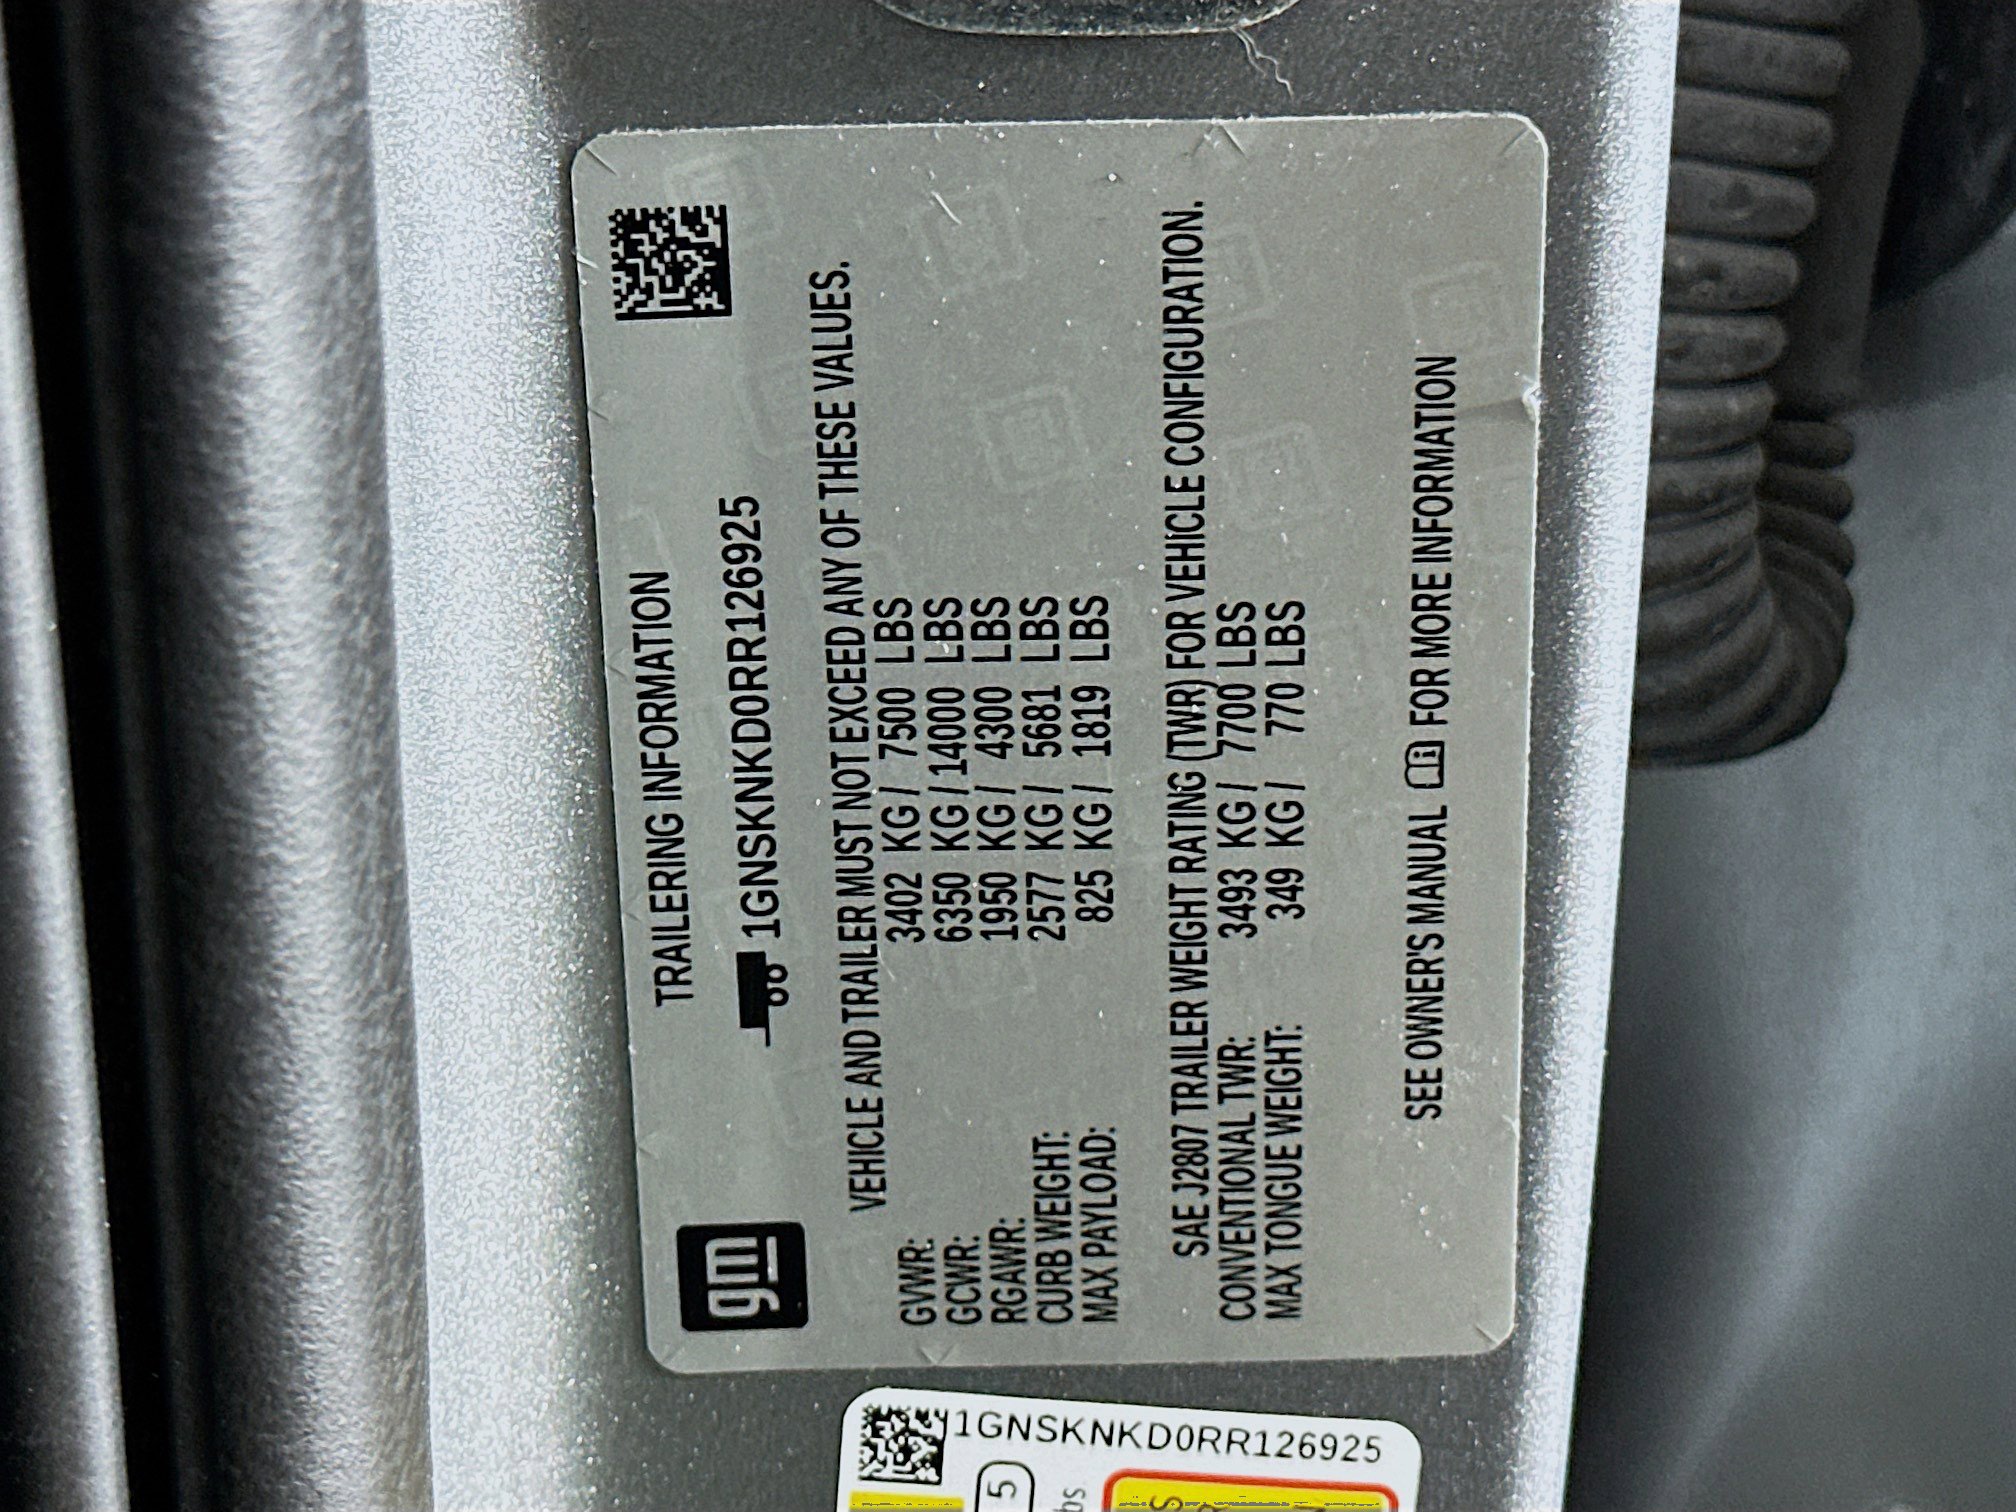 gm
TRAILERING INFORMATION
1GNSKNKD0RR126925
VEHICLE AND TRAILER MUST NOT EXCEED ANY OF THESE VALUES.
GVWR: 3402 KG / 7500 LBS
GCWR: 6350 KG / 14000 LBS
RGAWR: 1950 KG / 4300 LBS
CURB WEIGHT: 2577 KG / 5681 LBS
MAX PAYLOAD: 825 KG / 1819 LBS
SAE J2807 TRAILER WEIGHT RATING (TWR) FOR VEHICLE CONFIGURATION.
CONVENTIONAL TWR: 3493 KG / 7700 LBS
MAX TONGUE WEIGHT: 349 KG / 770 LBS
SEE OWNER'S MANUAL FOR MORE INFORMATION
1GNSKNKD0RR126925
5